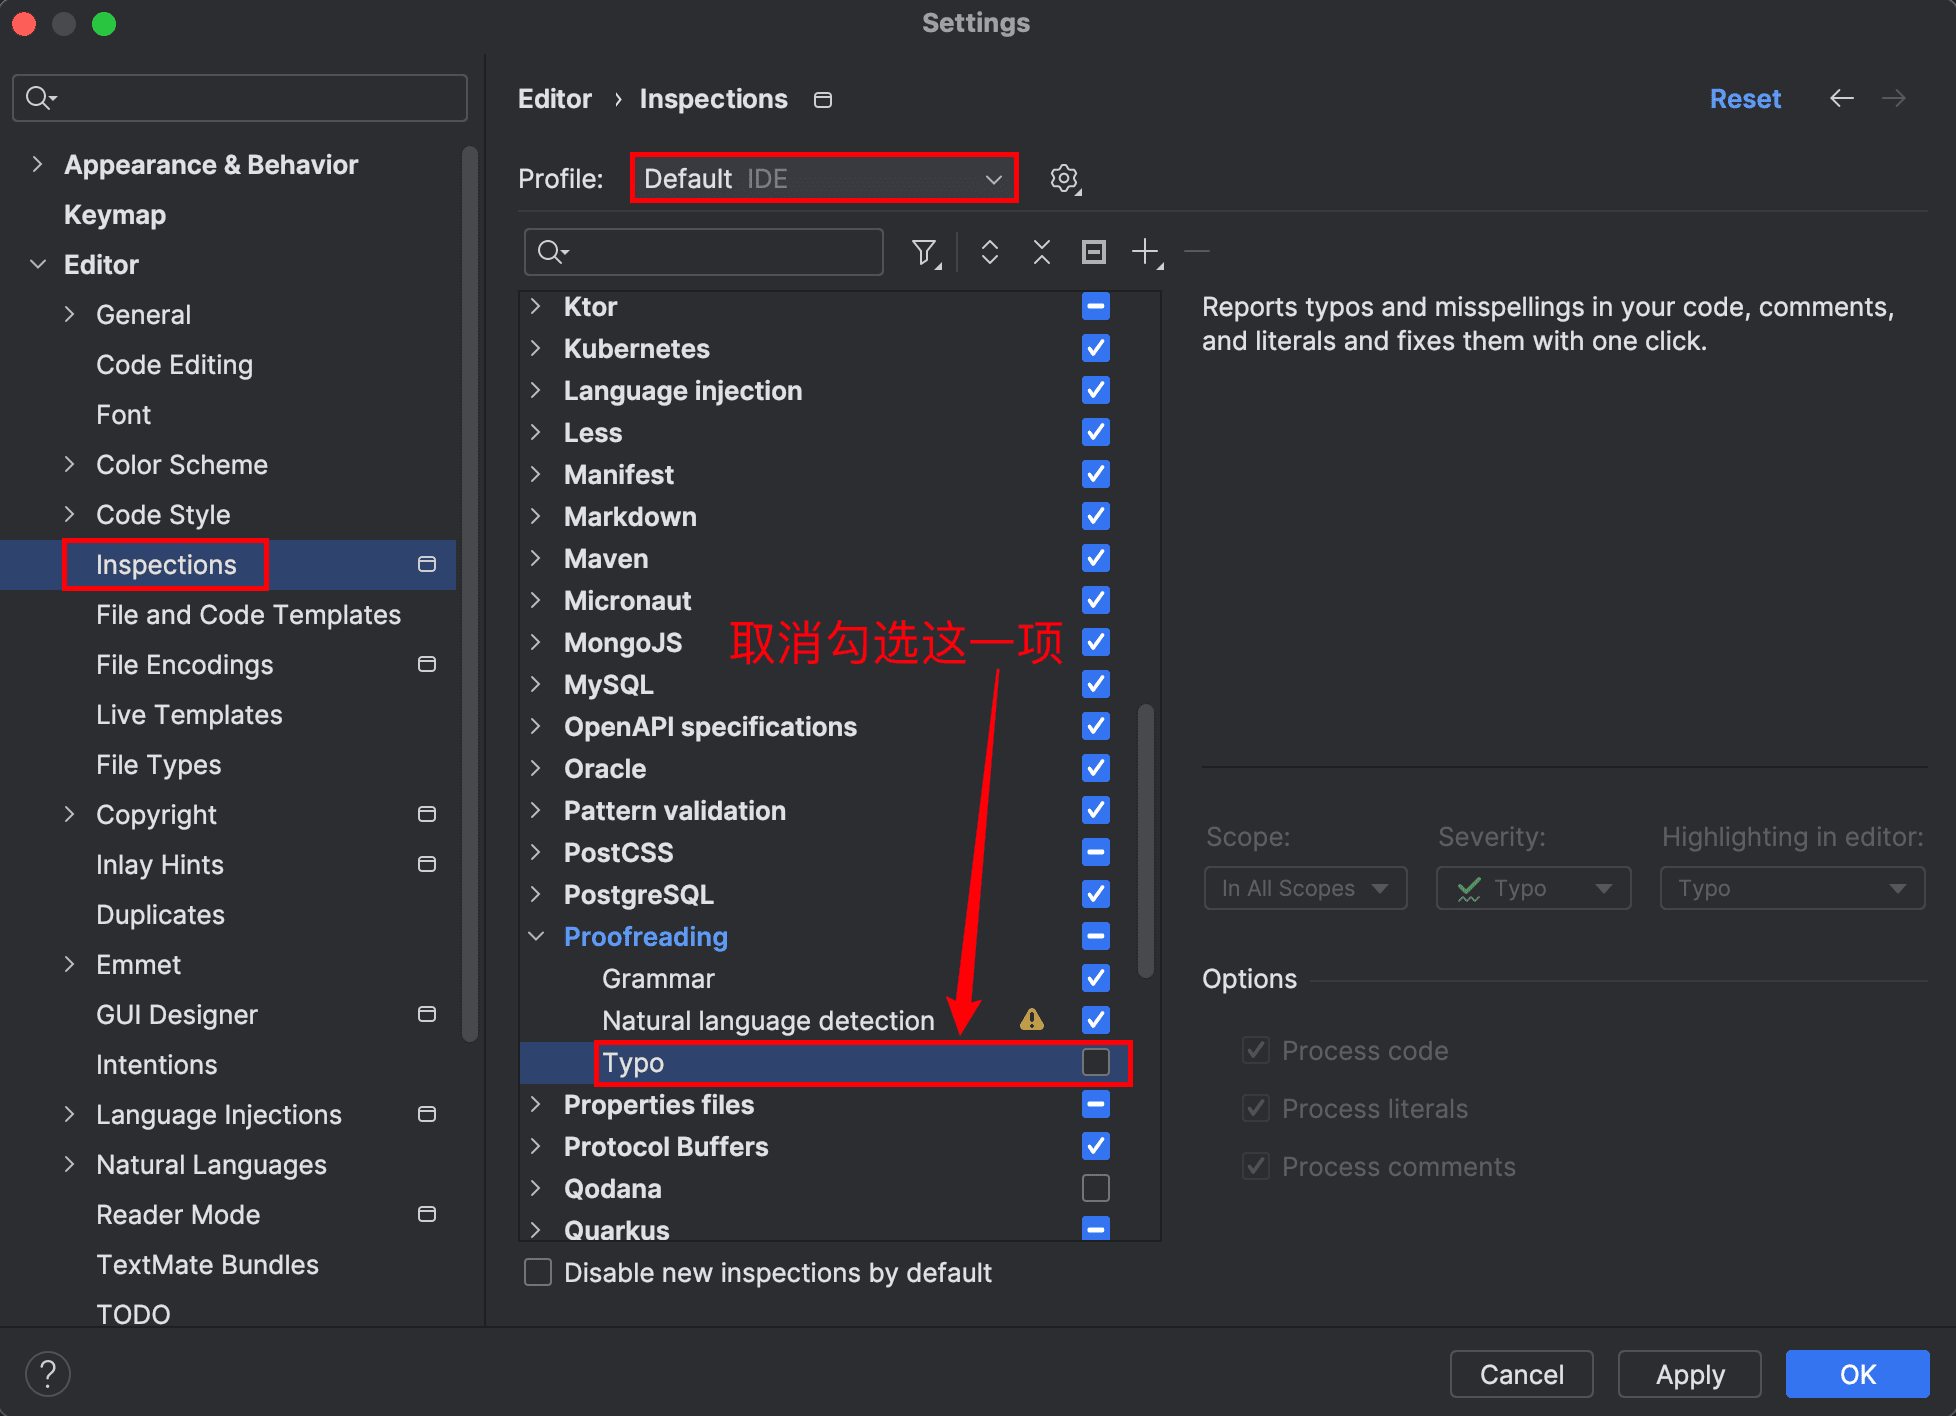 Settings
Appearance & Behavior
Keymap
Editor
General
Code Editing
Font
Color Scheme
Code Style
Inspections
File and Code Templates
File Encodings
Live Templates
File Types
Copyright
Inlay Hints
Duplicates
Emmet
GUI Designer
Intentions
Language Injections
Natural Languages
Reader Mode
TextMate Bundles
TODO
Editor › Inspections
Reset
Profile: Default IDE
Ktor
Kubernetes
Language injection
Less
Manifest
Markdown
Maven
Micronaut
MongoJS
取消勾选这一项
MySQL
OpenAPI specifications
Oracle
Pattern validation
PostCSS
PostgreSQL
Proofreading
Grammar
Natural language detection
Typo
Properties files
Protocol Buffers
Qodana
Quarkus
Disable new inspections by default
Reports typos and misspellings in your code, comments,
and literals and fixes them with one click.
Scope: Severity: Highlighting in editor:
In All Scopes Typo Typo
Options
Process code
Process literals
Process comments
?
Cancel Apply OK